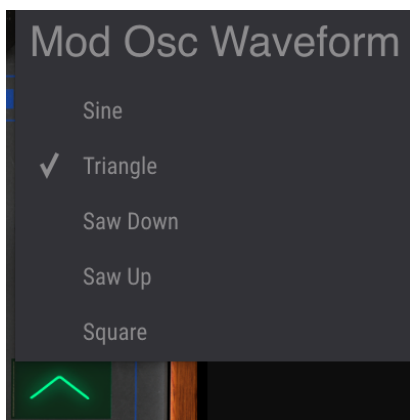 Mod Osc Waveform
Sine
Triangle
Saw Down
Saw Up
Square